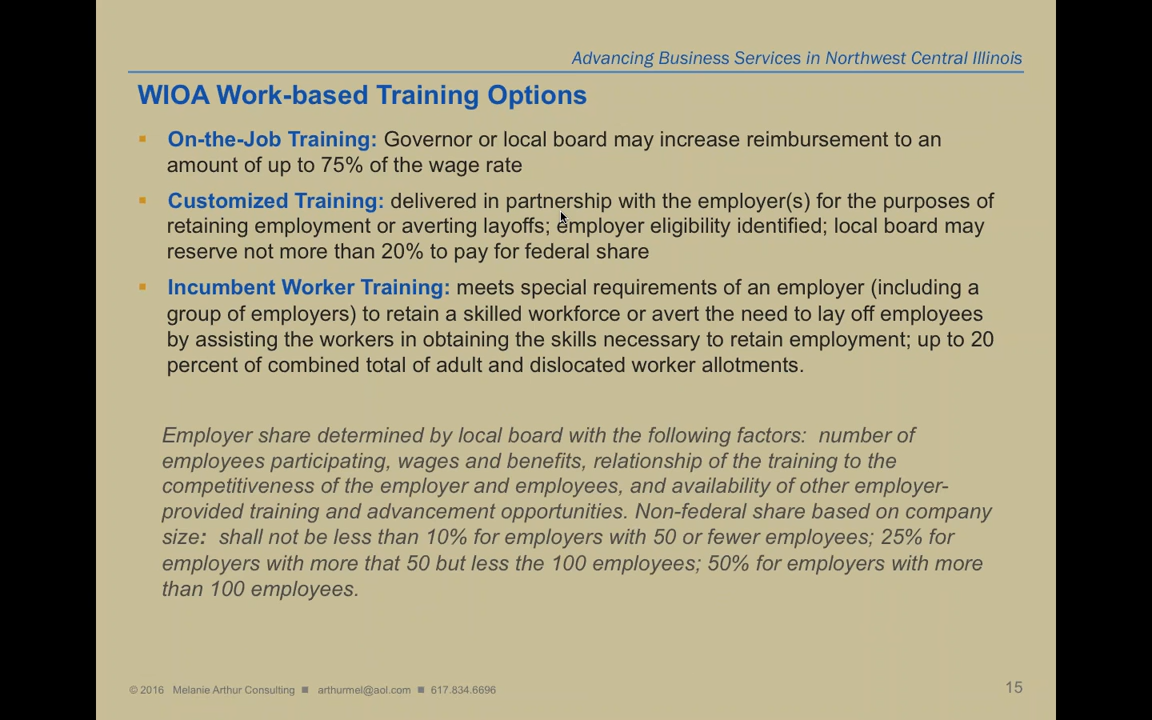 Advancing Business Services in Northwest Central Illinois
WIOA Work-based Training Options
▪ On-the-Job Training: Governor or local board may increase reimbursement to an
amount of up to 75% of the wage rate
▪ Customized Training: delivered in partnership with the employer(s) for the purposes of
retaining employment or averting layoffs; employer eligibility identified; local board may
reserve not more than 20% to pay for federal share
▪ Incumbent Worker Training: meets special requirements of an employer (including a
group of employers) to retain a skilled workforce or avert the need to lay off employees
by assisting the workers in obtaining the skills necessary to retain employment; up to 20
percent of combined total of adult and dislocated worker allotments.
Employer share determined by local board with the following factors:  number of
employees participating, wages and benefits, relationship of the training to the
competitiveness of the employer and employees, and availability of other employer-
provided training and advancement opportunities. Non-federal share based on company
size:  shall not be less than 10% for employers with 50 or fewer employees; 25% for
employers with more that 50 but less the 100 employees; 50% for employers with more
than 100 employees.
© 2016   Melanie Arthur Consulting  ■  arthurmel@aol.com  ■  617.834.6696
15